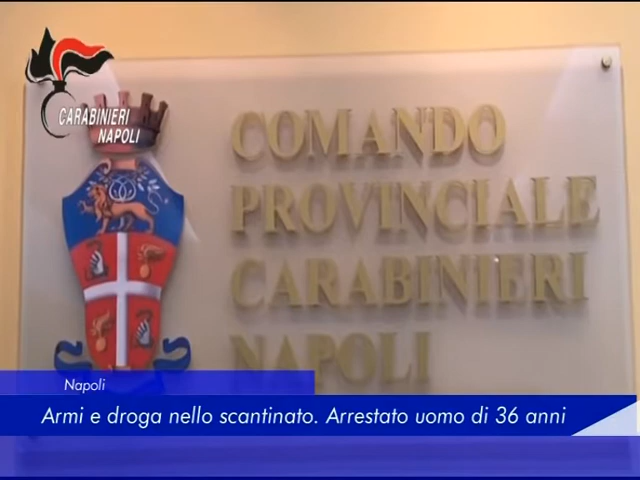 CARABINIERI
NAPOLI
COMANDO
PROVINCIALE
CARABINIERI
NAPOLI
Napoli
Armi e droga nello scantinato. Arrestato uomo di 36 anni